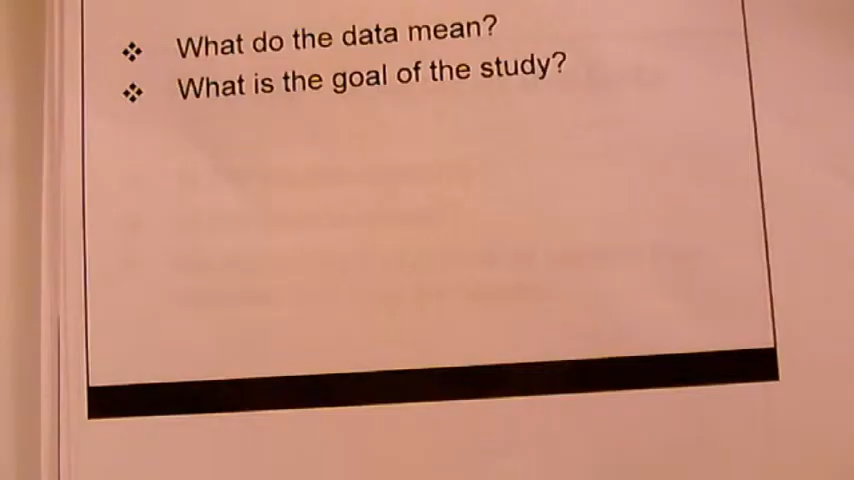 ❖ What do the data mean?
❖ What is the goal of the study?